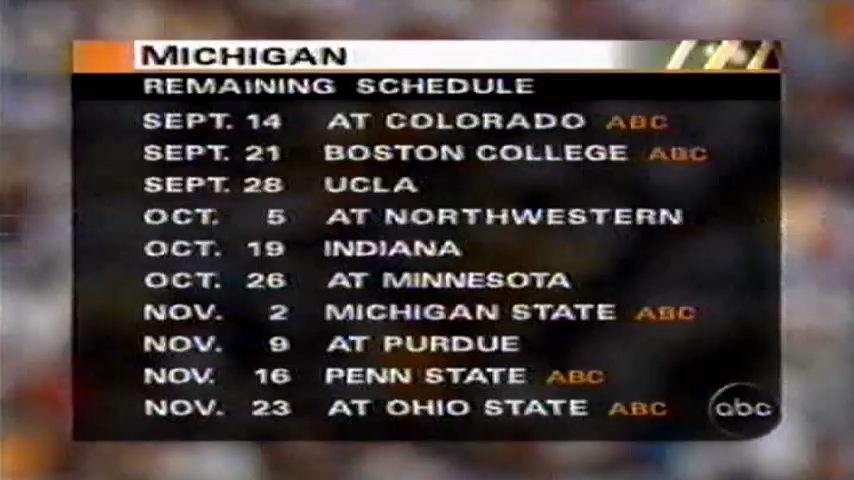 MICHIGAN
REMAINING SCHEDULE
SEPT. 14 AT COLORADO ABC
SEPT. 21 BOSTON COLLEGE ABC
SEPT. 28 UCLA
OCT. 5 AT NORTHWESTERN
OCT. 19 INDIANA
OCT. 26 AT MINNESOTA
NOV. 2 MICHIGAN STATE ABC
NOV. 9 AT PURDUE
NOV. 16 PENN STATE ABC
NOV. 23 AT OHIO STATE ABC
abc